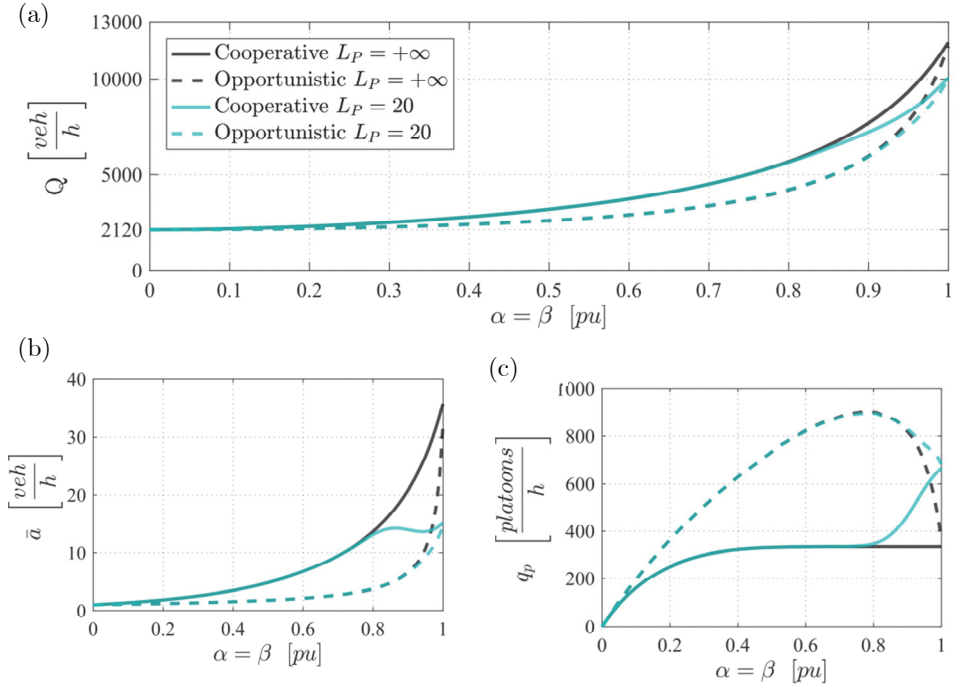 (a)
13000
10000
5000
2120
0
Q [veh/h]
Cooperative L_P = +∞
Opportunistic L_P = +∞
Cooperative L_P = 20
Opportunistic L_P = 20
0 0.1 0.2 0.3 0.4 0.5 0.6 0.7 0.8 0.9 1
α = β [pu]
(b)
40
30
20
10
0
ā [veh/h]
0 0.2 0.4 0.6 0.8 1
α = β [pu]
(c)
1000
800
600
400
200
0
q_p [platoons/h]
0 0.2 0.4 0.6 0.8 1
α = β [pu]